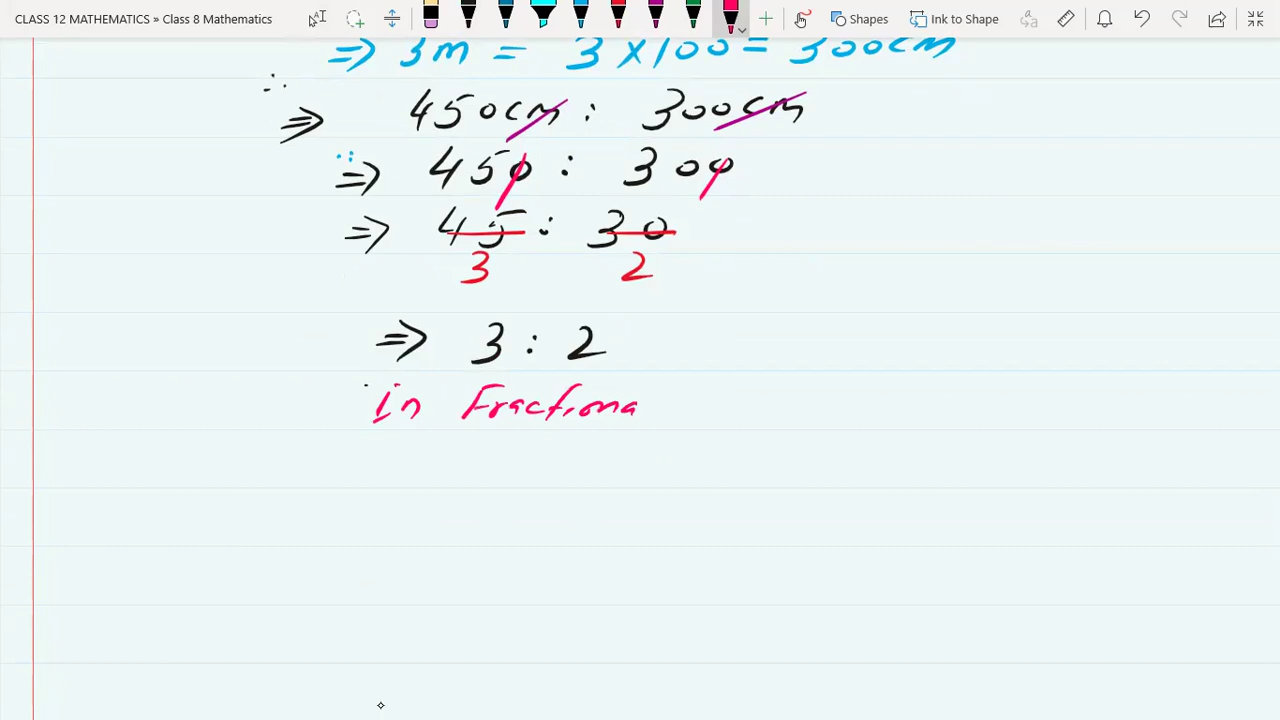 CLASS 12 MATHEMATICS » Class 8 Mathematics
Shapes
Ink to Shape
⇒ 3m = 3 × 100 = 300cm
∴
⇒ 450cm : 300cm
∴
⇒ 450 : 300
⇒ 45 : 30
3 2
⇒ 3 : 2
in Fractiona